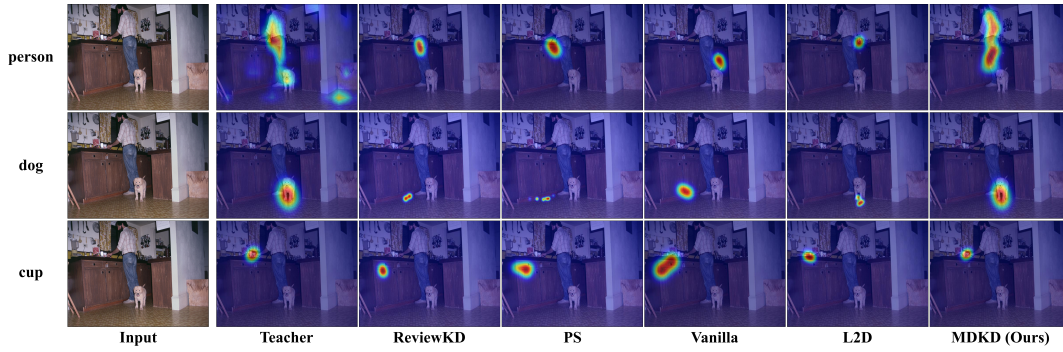 person
dog
cup
Input Teacher ReviewKD PS Vanilla L2D MDKD (Ours)